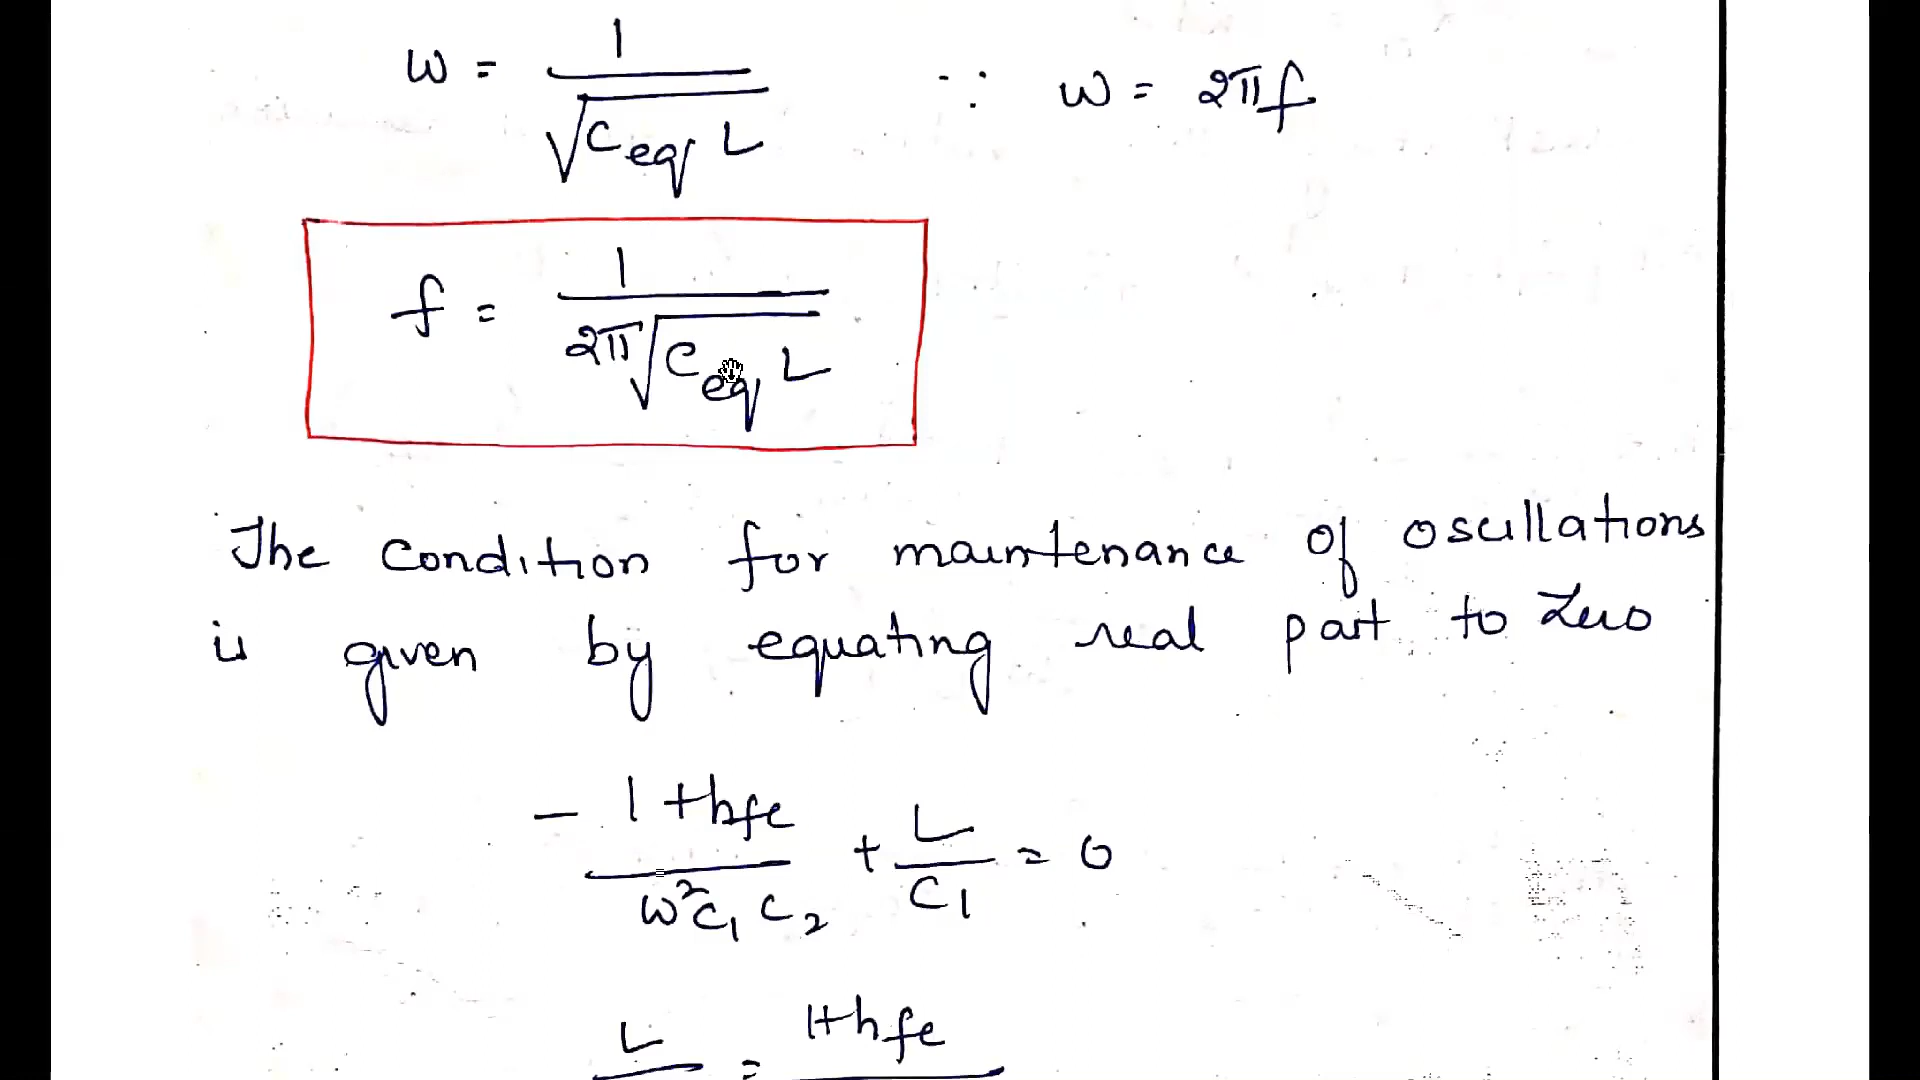 ω = 1 / √(Ceq L) ∵ ω = 2πf
f = 1 / 2π√(Ceq L)
The condition for maintenance of oscillations
is given by equating real part to zero
- 1 + hfe / ω²C₁C₂ + L / C₁ = 0
L = 1+hfe